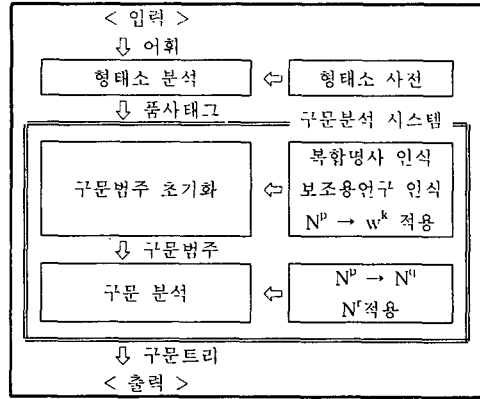 < 입력 >
⇩ 어휘
형태소 분석 ⇦ 형태소 사전
⇩ 품사태그
구문분석 시스템
구문범주 초기화 ⇦
복합명사 인식
보조용언구 인식
N^p → w^k 적용
⇩ 구문범주
구문 분석 ⇦
N^p → N^q
N^r적용
⇩ 구문트리
< 출력 >